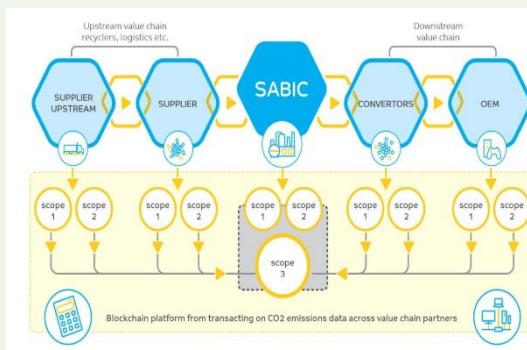 Upstream value chain
recyclers, logistics etc.
Downstream
value chain
SUPPLIER
UPSTREAM
SUPPLIER
SABIC
CONVERTORS
OEM
scope
1
scope
2
scope
1
scope
2
scope
1
scope
2
scope
1
scope
2
scope
1
scope
2
scope
3
Blockchain platform from transacting on CO2 emissions data across value chain partners